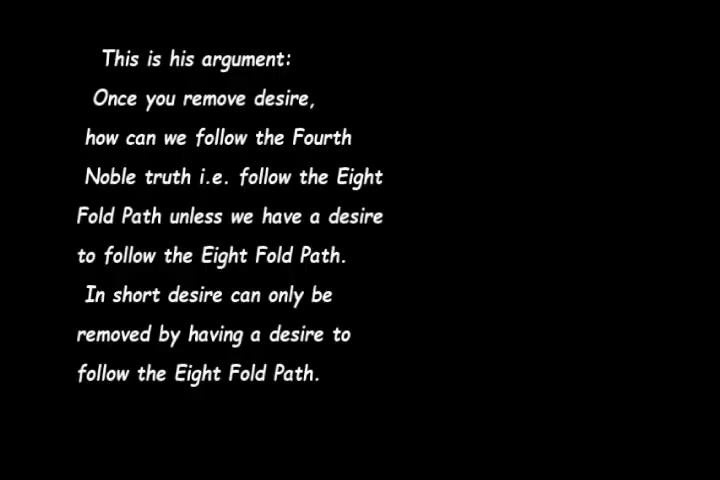 This is his argument:
Once you remove desire,
how can we follow the Fourth
Noble truth i.e. follow the Eight
Fold Path unless we have a desire
to follow the Eight Fold Path.
In short desire can only be
removed by having a desire to
follow the Eight Fold Path.